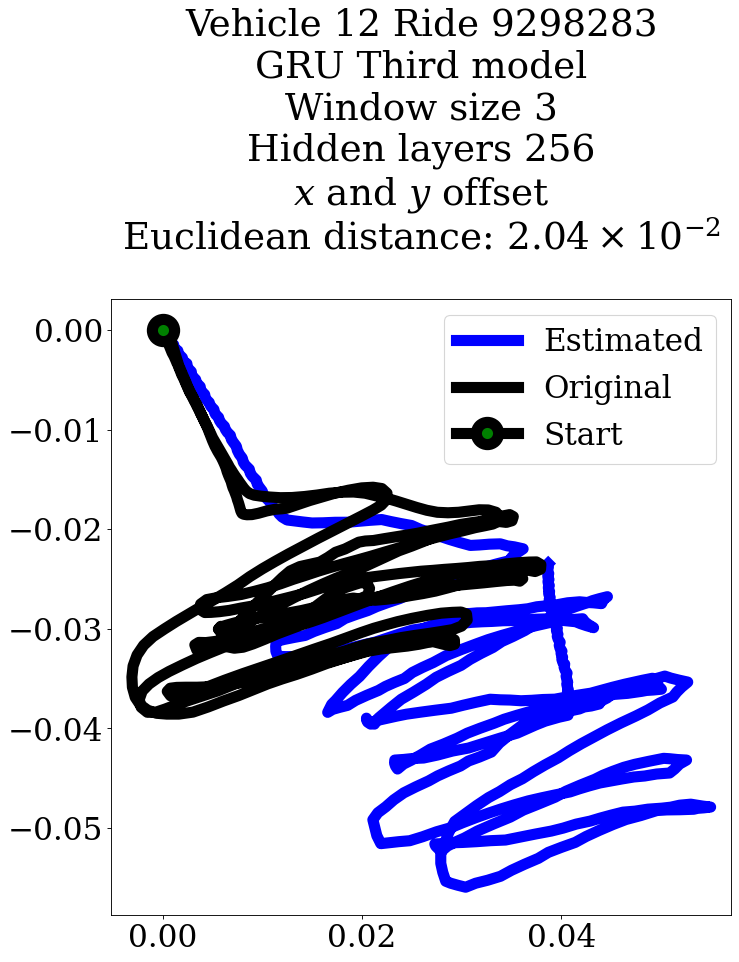 Vehicle 12 Ride 9298283
GRU Third model
Window size 3
Hidden layers 256
x and y offset
Euclidean distance: 2.04 × 10⁻²
Estimated
Original
Start
0.00
−0.01
−0.02
−0.03
−0.04
−0.05
0.00 0.02 0.04